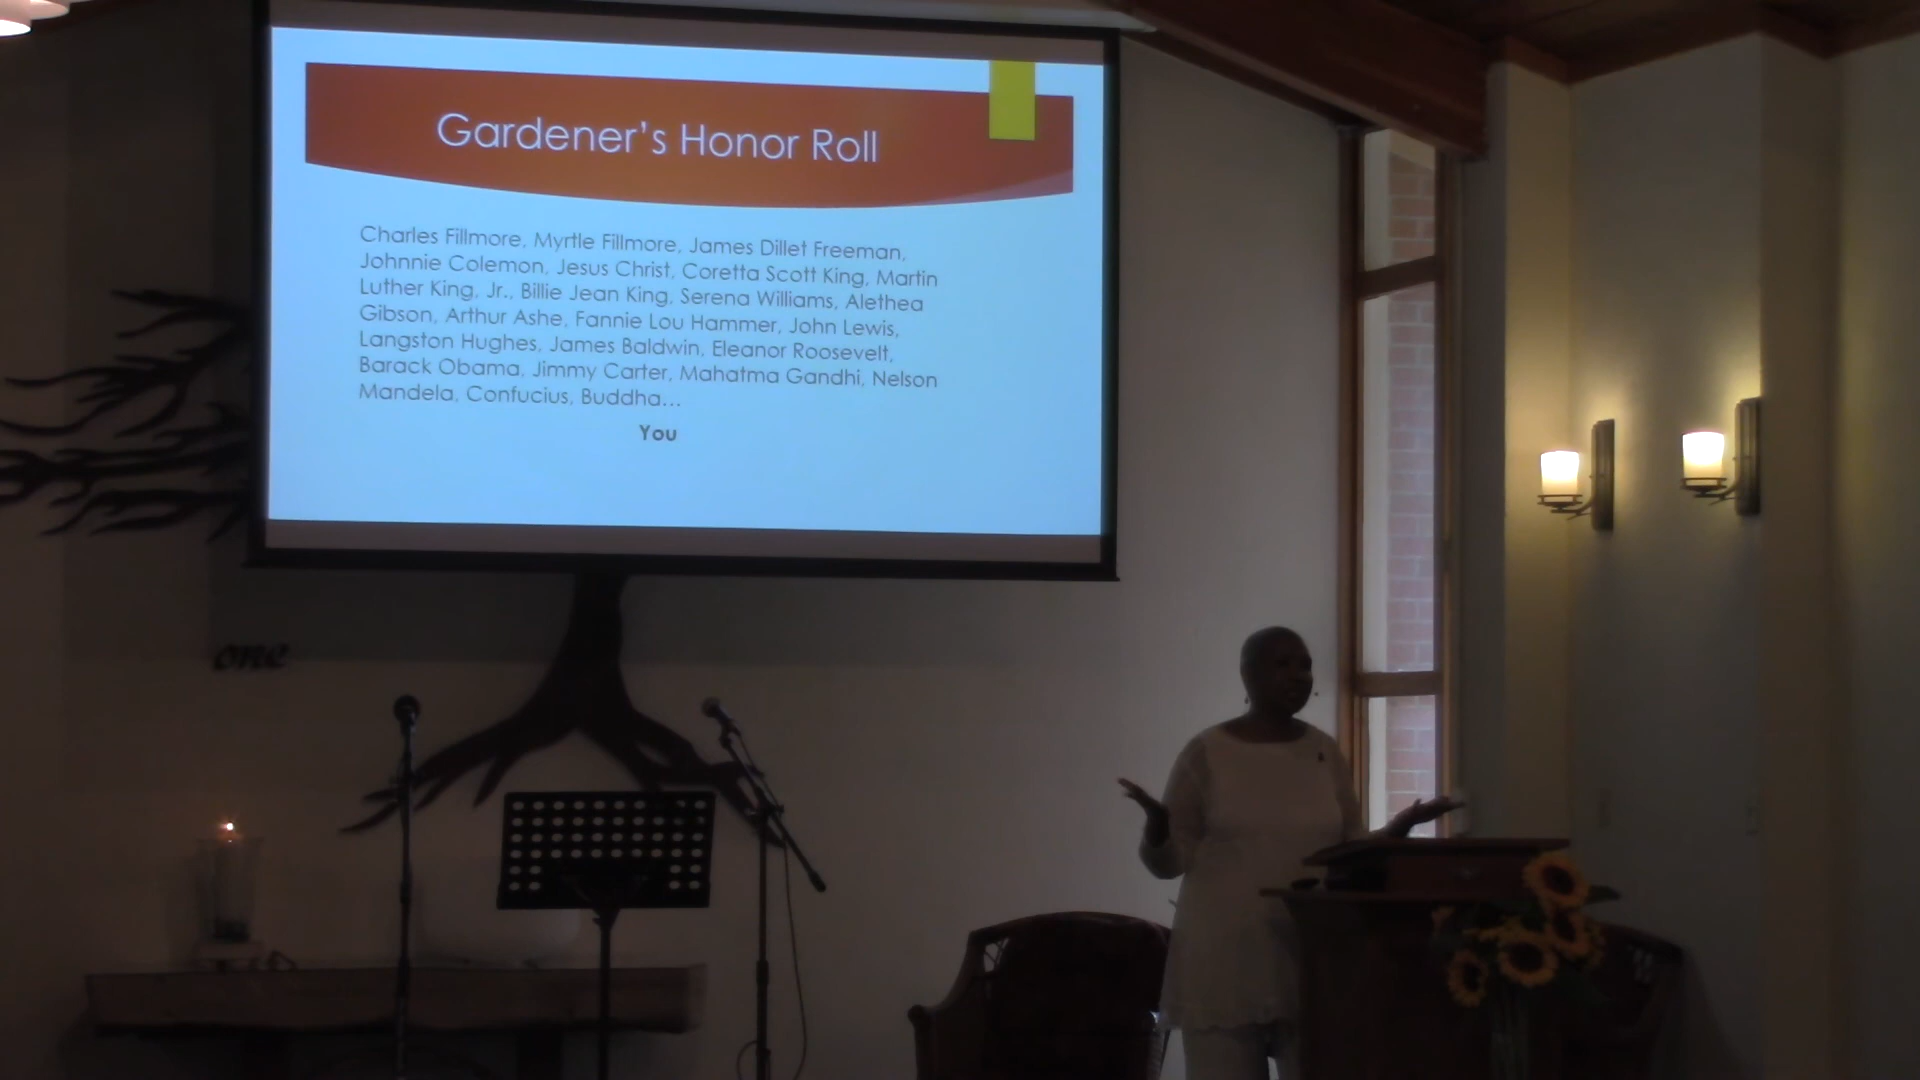 Gardener's Honor Roll
Charles Fillmore, Myrtle Fillmore, James Dillet Freeman,
Johnnie Colemon, Jesus Christ, Coretta Scott King, Martin
Luther King, Jr., Billie Jean King, Serena Williams, Alethea
Gibson, Arthur Ashe, Fannie Lou Hammer, John Lewis,
Langston Hughes, James Baldwin, Eleanor Roosevelt,
Barack Obama, Jimmy Carter, Mahatma Gandhi, Nelson
Mandela, Confucius, Buddha...
You
one